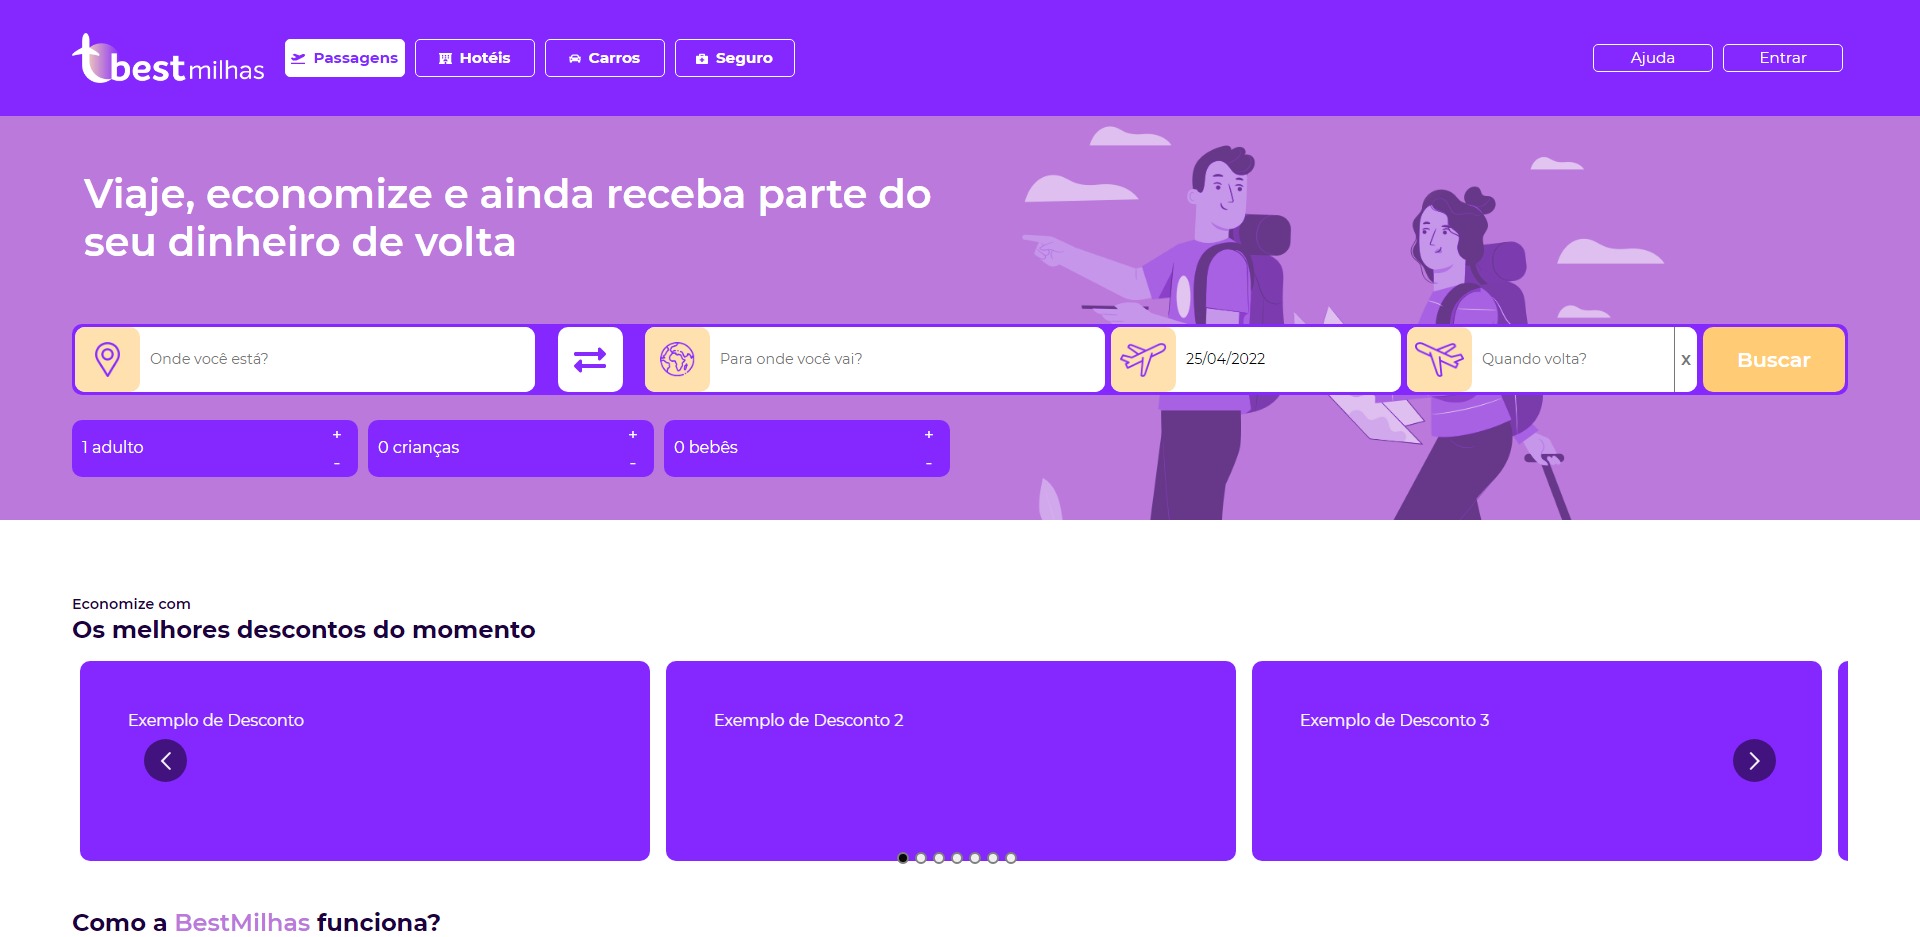 best milhas
Passagens
Hotéis
Carros
Seguro
Ajuda
Entrar
Viaje, economize e ainda receba parte do
seu dinheiro de volta
Onde você está?
Para onde você vai?
25/04/2022
Quando volta?
X
Buscar
1 adulto
+
-
0 crianças
+
-
0 bebês
+
-
Economize com
Os melhores descontos do momento
Exemplo de Desconto
Exemplo de Desconto 2
Exemplo de Desconto 3
Como a BestMilhas funciona?